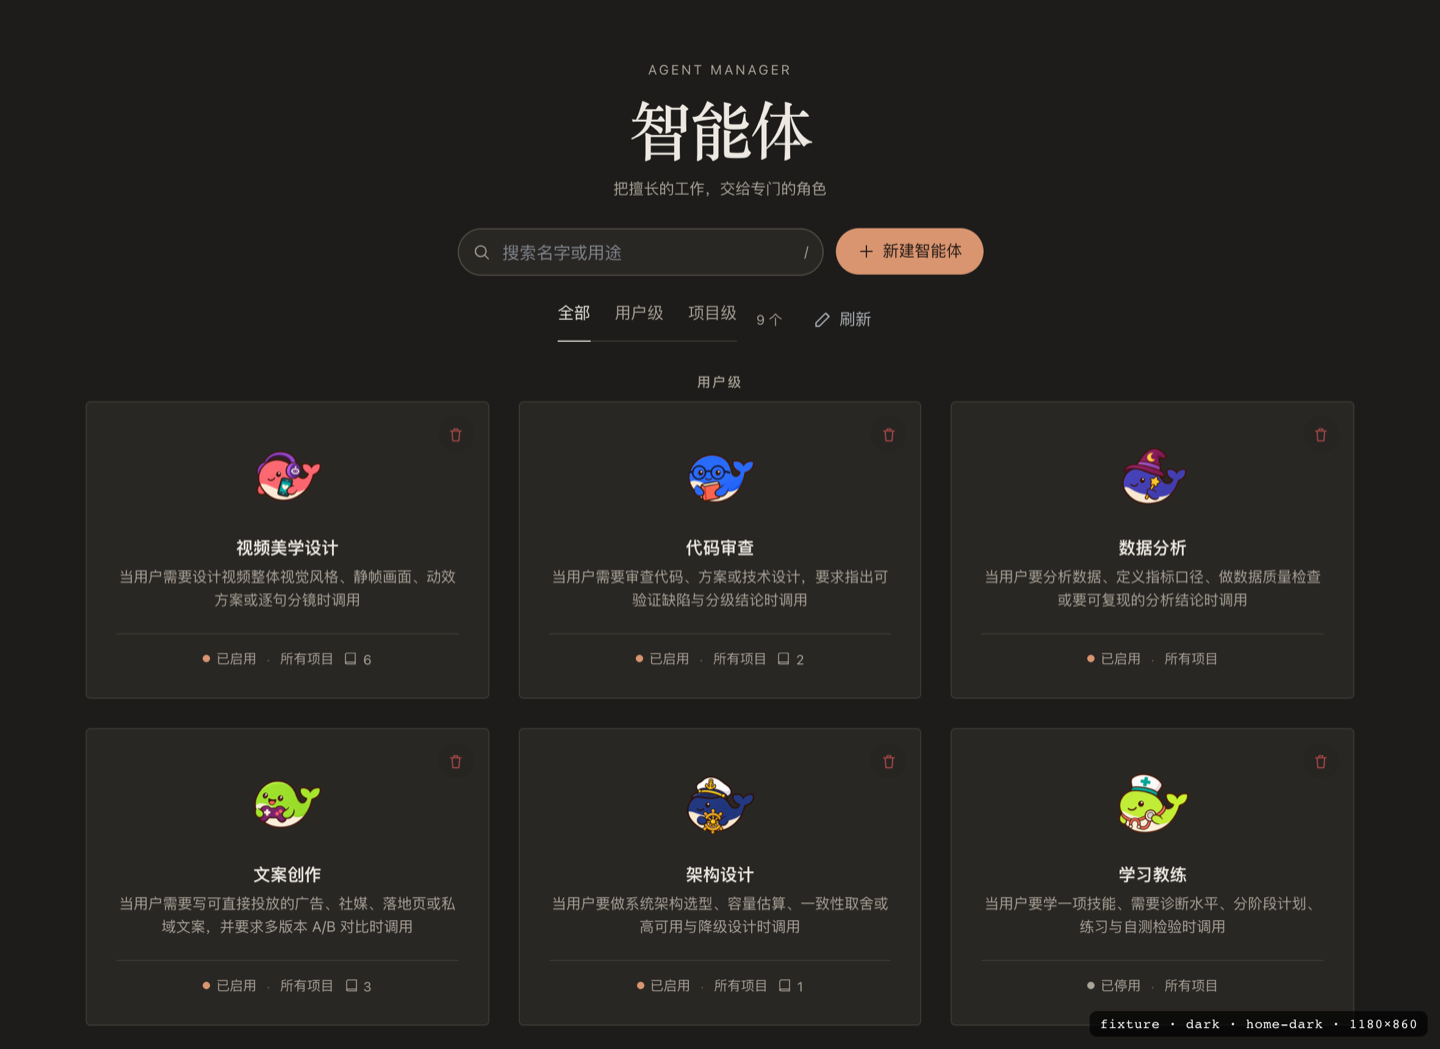 AGENT MANAGER
智能体
把擅长的工作，交给专门的角色
搜索名字或用途 /
新建智能体
全部 用户级 项目级 9 个 刷新
用户级
视频美学设计
当用户需要设计视频整体视觉风格、静帧画面、动效
方案或逐句分镜时调用
已启用 · 所有项目 6
代码审查
当用户需要审查代码、方案或技术设计，要求指出可
验证缺陷与分级结论时调用
已启用 · 所有项目 2
数据分析
当用户要分析数据、定义指标口径、做数据质量检查
或要可复现的分析结论时调用
已启用 · 所有项目
文案创作
当用户需要写可直接投放的广告、社媒、落地页或私
域文案，并要求多版本 A/B 对比时调用
已启用 · 所有项目 3
架构设计
当用户要做系统架构选型、容量估算、一致性取舍或
高可用与降级设计时调用
已启用 · 所有项目 1
学习教练
当用户要学一项技能、需要诊断水平、分阶段计划、
练习与自测检验时调用
已停用 · 所有项目
fixture · dark · home-dark · 1180×860